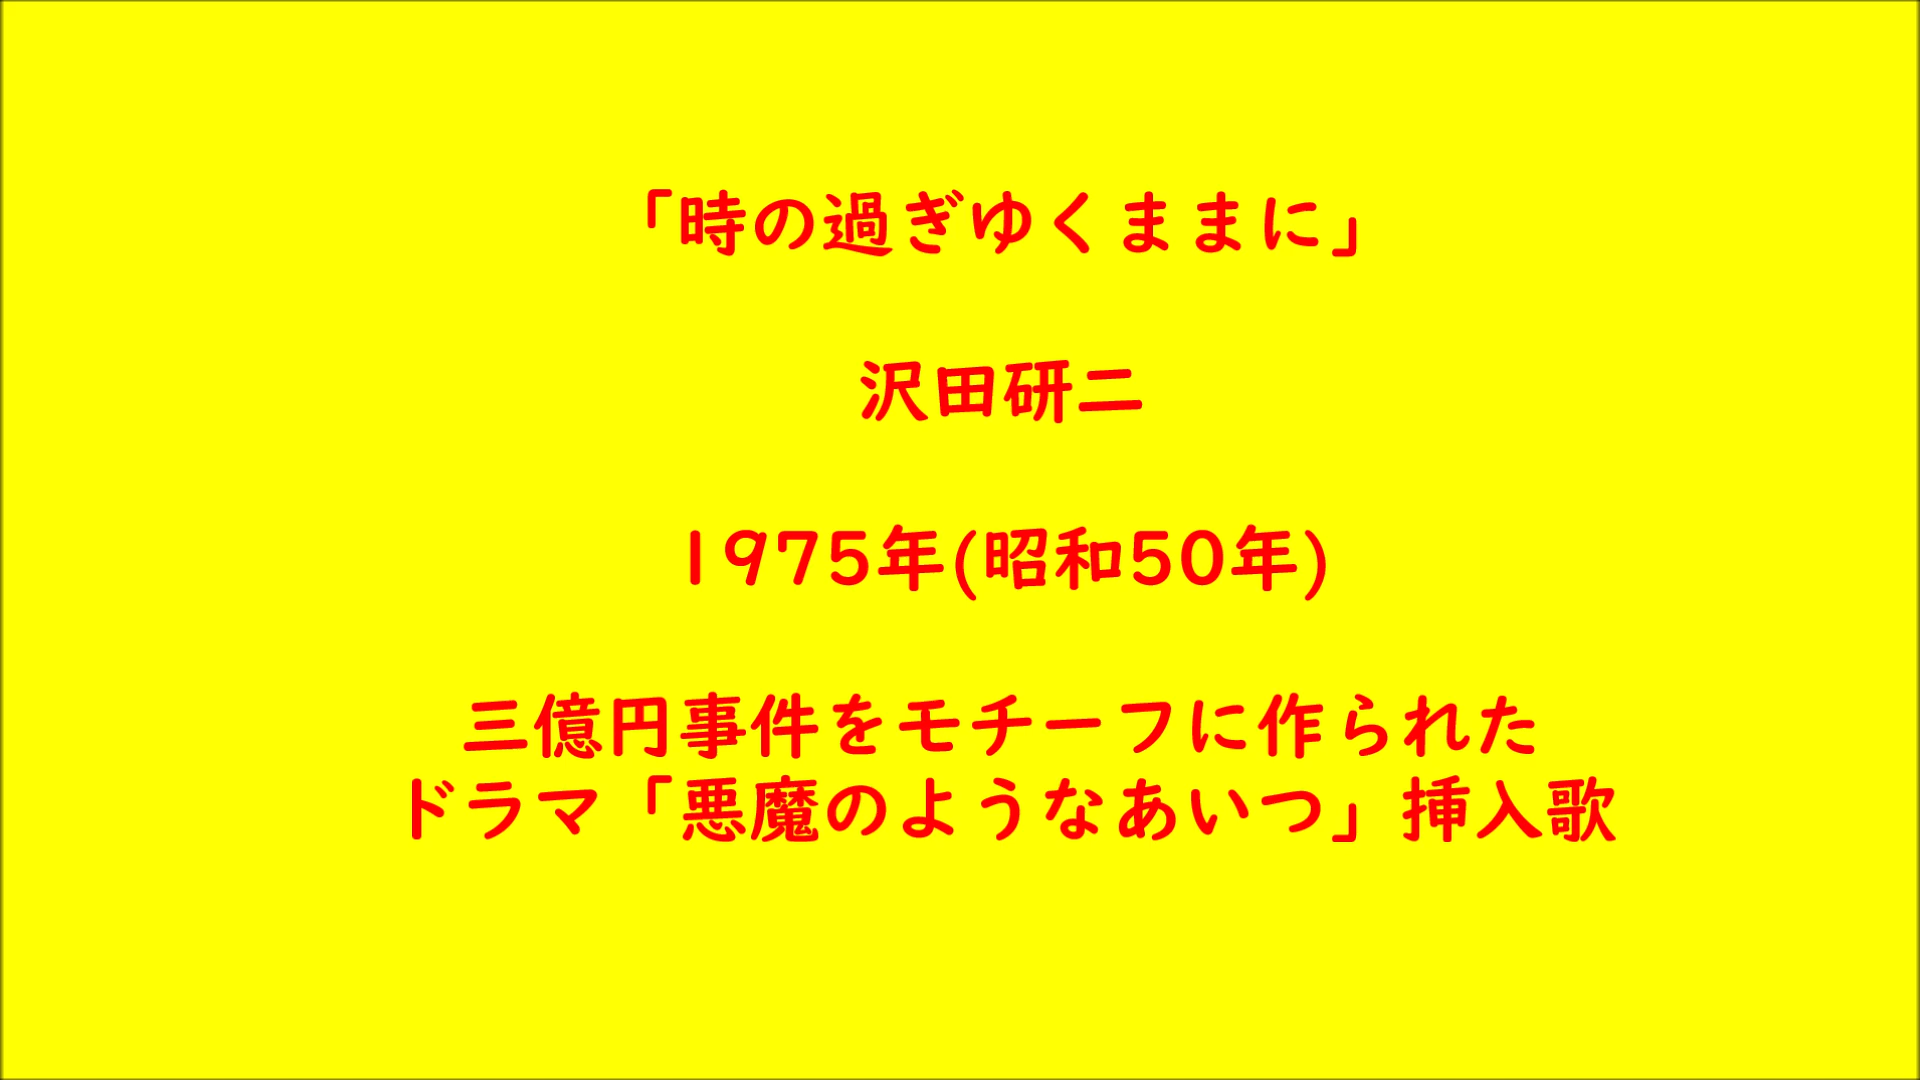 「時の過ぎゆくままに」
沢田研二
1975年(昭和50年)
三億円事件をモチーフに作られた
ドラマ「悪魔のようなあいつ」挿入歌